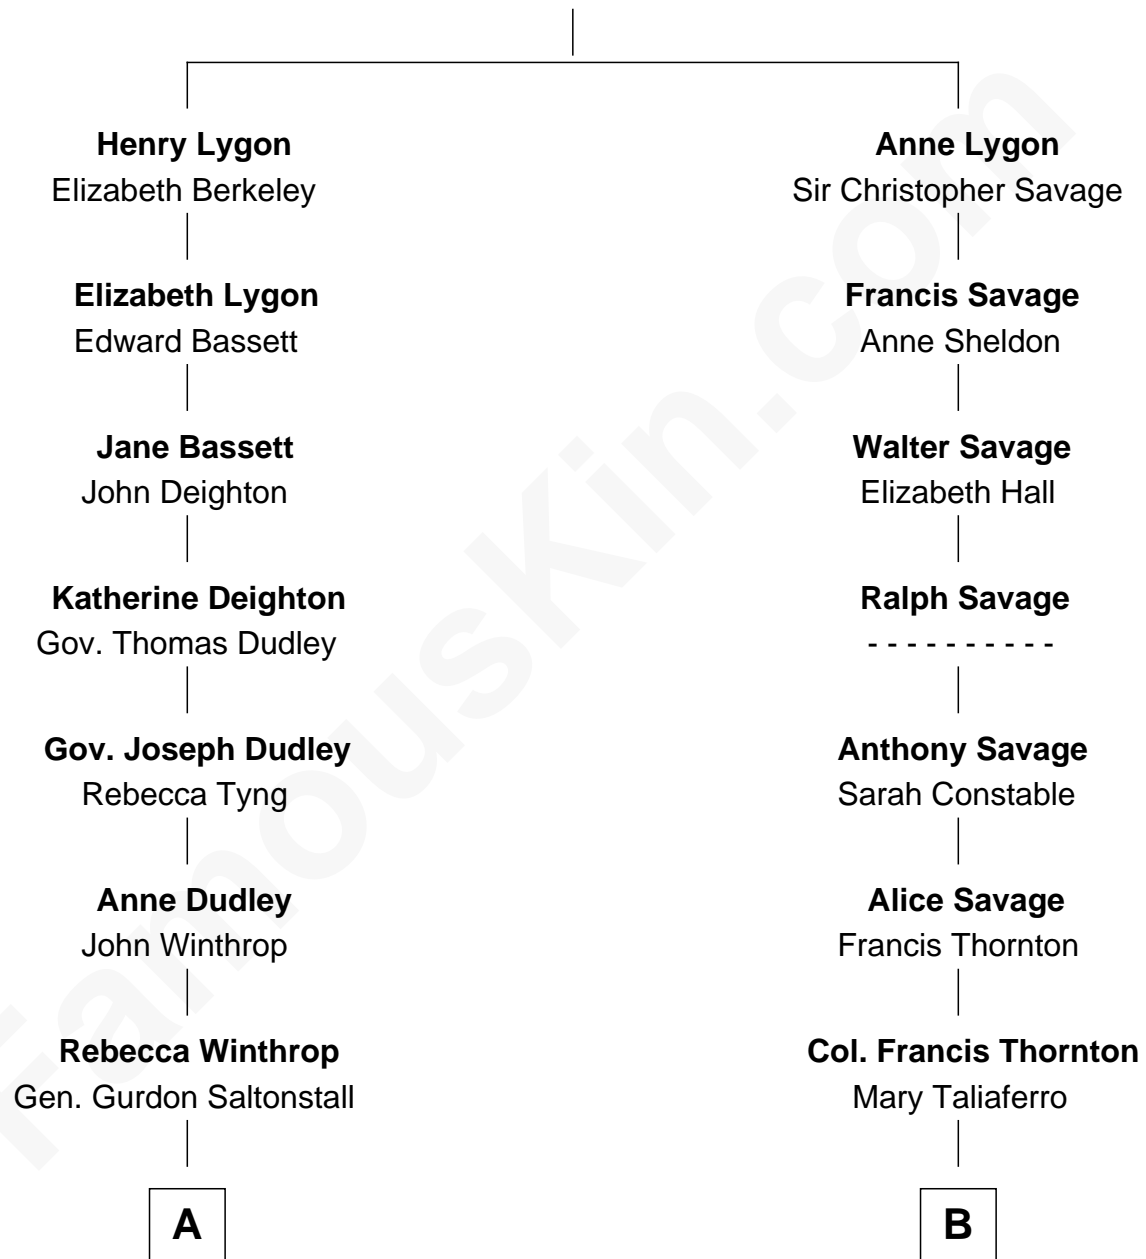 Henry Lygon
Elizabeth Berkeley
Elizabeth Lygon
Edward Bassett
Jane Bassett
John Deighton
Katherine Deighton
Gov. Thomas Dudley
Gov. Joseph Dudley
Rebecca Tyng
Anne Dudley
John Winthrop
Rebecca Winthrop
Gen. Gurdon Saltonstall
A
Anne Lygon
Sir Christopher Savage
Francis Savage
Anne Sheldon
Walter Savage
Elizabeth Hall
Ralph Savage
- - - - - - - - - -
Anthony Savage
Sarah Constable
Alice Savage
Francis Thornton
Col. Francis Thornton
Mary Taliaferro
B
FamousKin.com